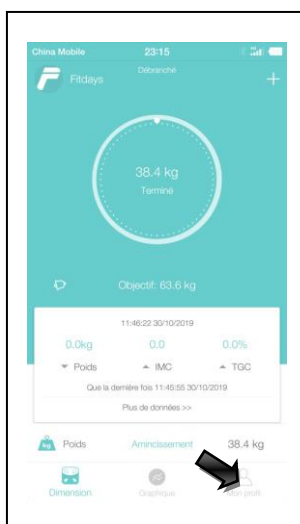 China Mobile 23:15
Débranché
Fitdays +
38.4 kg
Terminé
Objectif: 63.6 kg
11:46:22 30/10/2019
0.0kg 0.0 0.0%
Poids IMC TGC
Que la dernière fois 11:45:55 30/10/2019
Plus de données >>
kg Poids Amincissement 38.4 kg
Dimension Graphique Mon profil